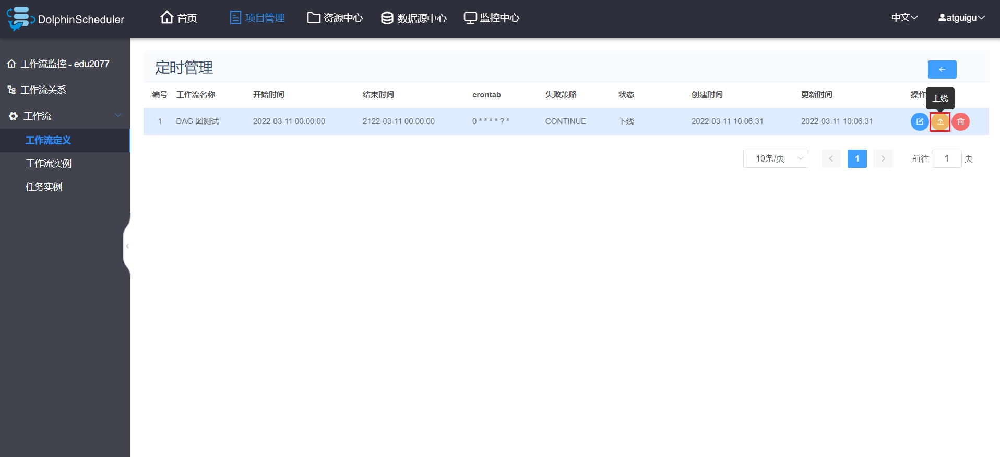 DolphinScheduler 首页 项目管理 资源中心 数据源中心 监控中心 中文 atguigu
工作流监控 - edu2077
工作流关系
工作流
工作流定义
工作流实例
任务实例
定时管理
编号 工作流名称 开始时间 结束时间 crontab 失败策略 状态 创建时间 更新时间 操作
上线
1 DAG 图测试 2022-03-11 00:00:00 2122-03-11 00:00:00 0 * * * * ? * CONTINUE 下线 2022-03-11 10:06:31 2022-03-11 10:06:31
10条/页 1 前往 1 页